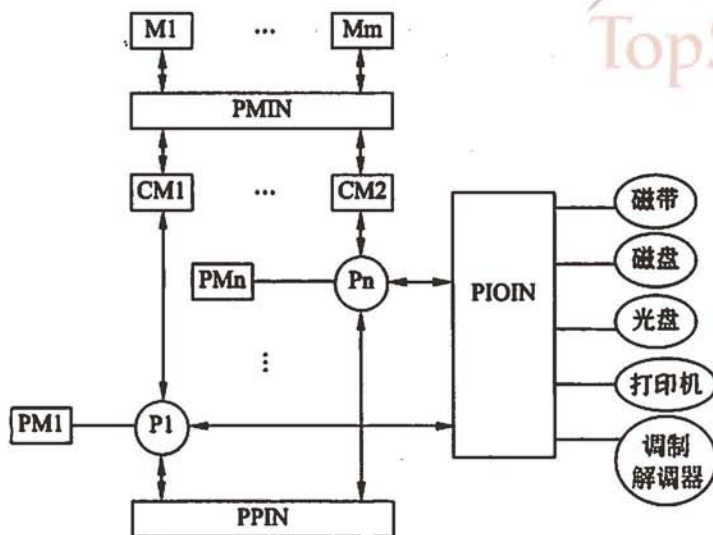 M1 ... Mm
TopS
PMIN
CM1 ... CM2
磁带
磁盘
PMn
Pn
PIOIN
光盘
打印机
PM1
P1
调制
解调器
PPIN